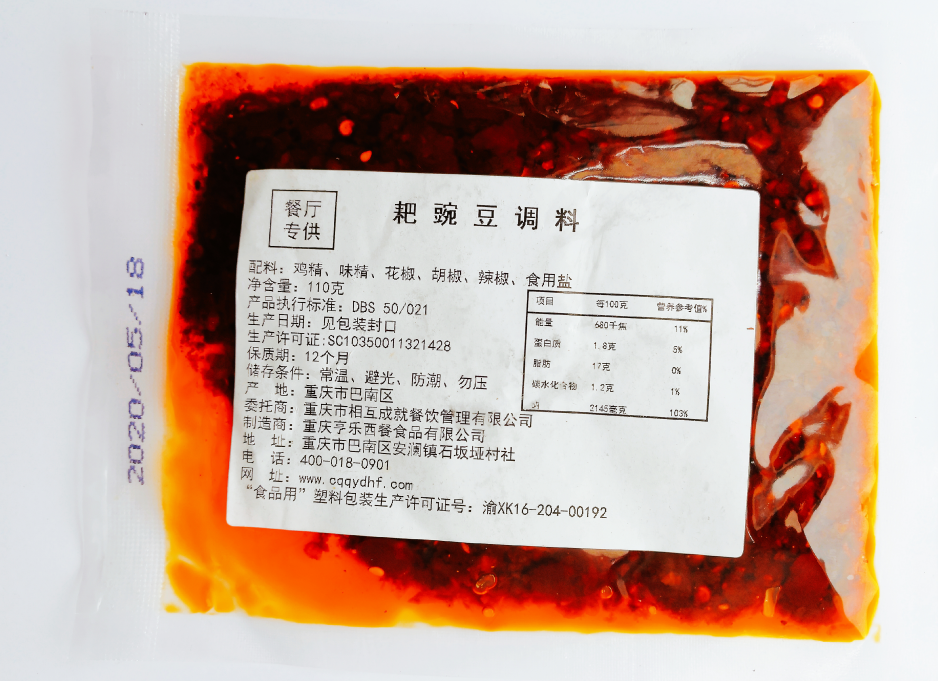 餐厅
专供
耙豌豆调料
配料：鸡精、味精、花椒、胡椒、辣椒、食用盐
净含量：110克
产品执行标准：DBS 50/021
生产日期：见包装封口
生产许可证:SC10350011321428
保质期：12个月
储存条件：常温、避光、防潮、勿压
产 地：重庆市巴南区
委托商：重庆市相互成就餐饮管理有限公司
制造商：重庆亨乐西餐食品有限公司
地 址：重庆市巴南区安澜镇石坂垭村社
电 话：400-018-0901
网 址：www.cqqydhf.com
“食品用”塑料包装生产许可证号：渝XK16-204-00192
项目 每100克 营养参考值%
能量 680千焦 11%
蛋白质 1.8克 5%
脂肪 17克 0%
碳水化合物 1.2克 1%
钠 2145毫克 103%
2020/05/18